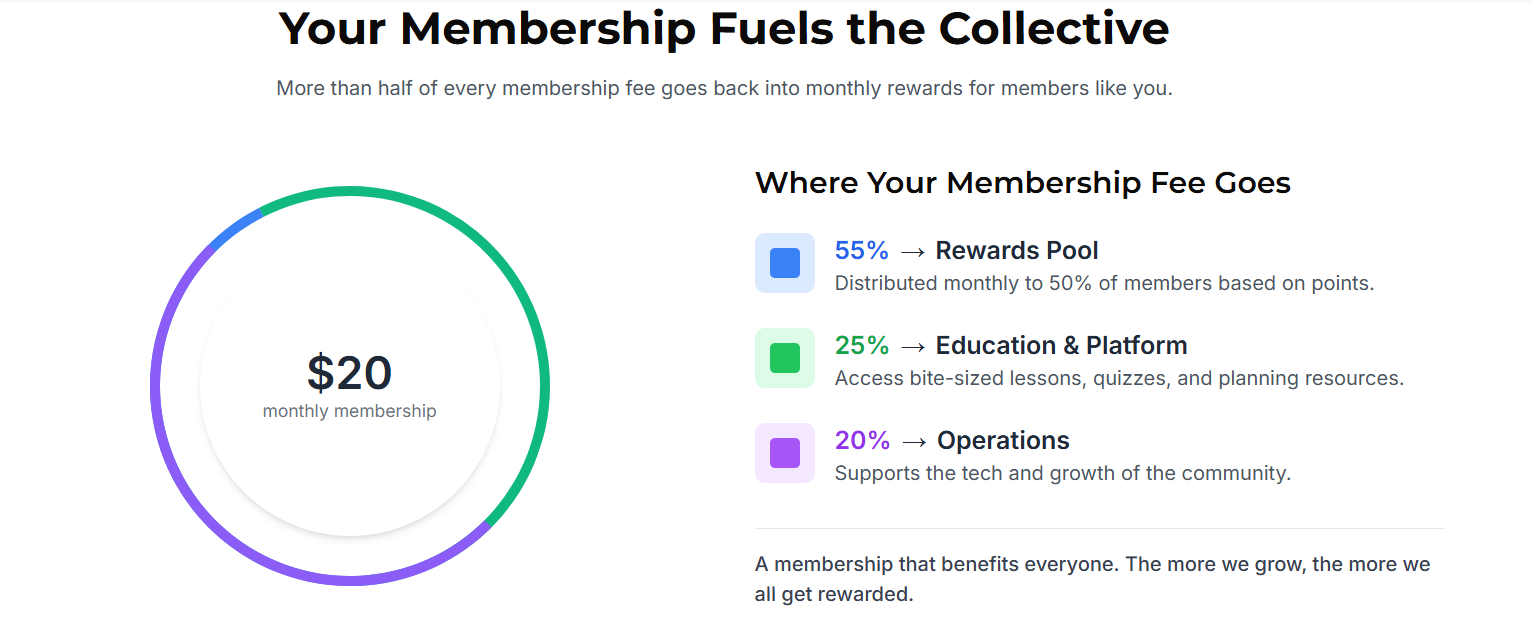 Your Membership Fuels the Collective
More than half of every membership fee goes back into monthly rewards for members like you.
$20
monthly membership
Where Your Membership Fee Goes
55% → Rewards Pool
Distributed monthly to 50% of members based on points.
25% → Education & Platform
Access bite-sized lessons, quizzes, and planning resources.
20% → Operations
Supports the tech and growth of the community.
A membership that benefits everyone. The more we grow, the more we
all get rewarded.